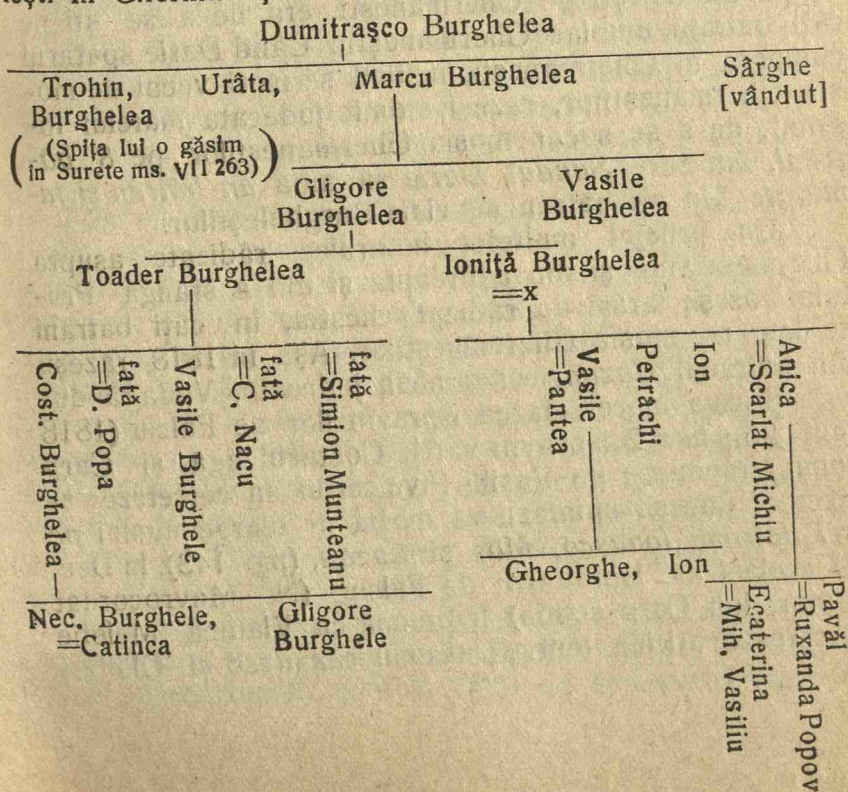 în
Dumitraşco Burghelea
Trohin, Urâta, Marcu Burghelea Sârghe
Burghelea [vândut]
(Spiţa lui o găsim
în Surete ms. VII 263)
Gligore Vasile
Burghelea Burghelea
Toader Burghelea Ioniţă Burghelea
=x
Cost. Burghelea
fată
=D. Popa
Vasile Burghele
fată
=C. Nacu
fată
=Simion Munteanu
Vasile
=Pantea
Petrachi
Ion
Anica
=Scarlat Michiu
Gheorghe, Ion
Nec. Burghele, Gligore
=Catinca Burghele
Ecaterina
=Mih, Vasiliu
Pavăl
=Ruxanda Popov